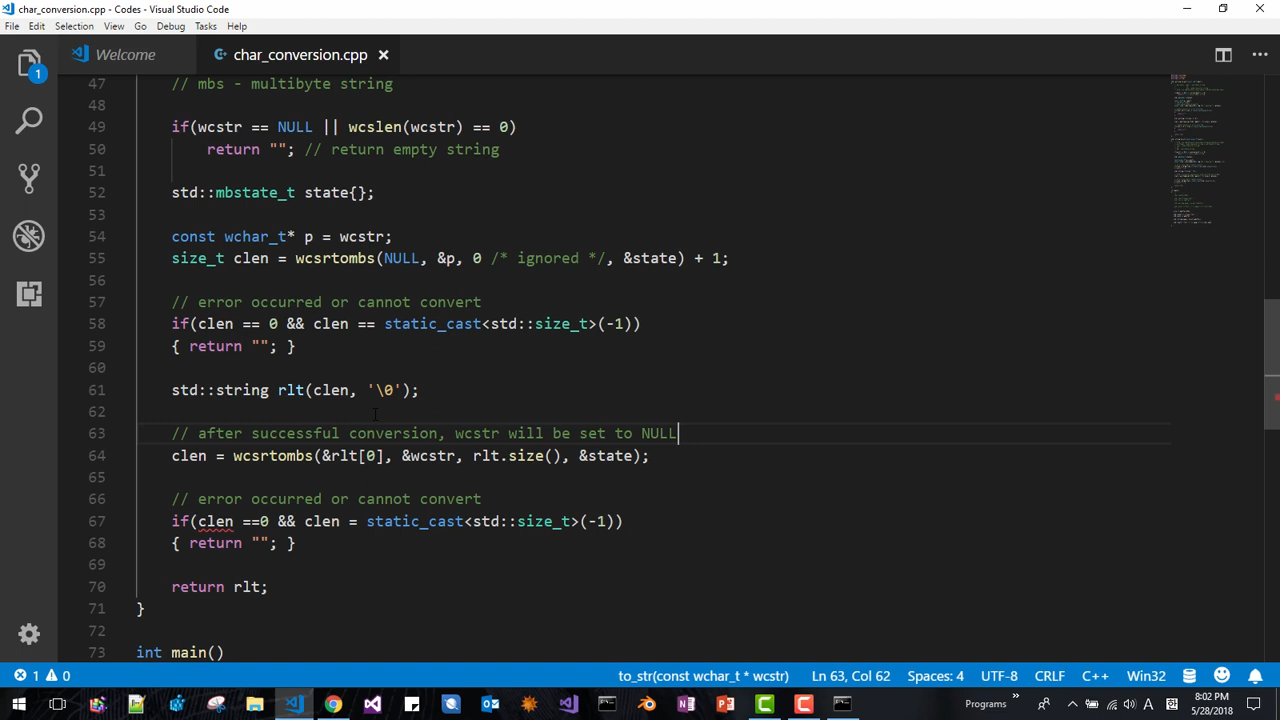 char_conversion.cpp - Codes - Visual Studio Code
File Edit Selection View Go Debug Tasks Help
Welcome char_conversion.cpp
1
47 // mbs - multibyte string
48
49 if(wcstr == NULL || wcslen(wcstr) == 0)
50 return ""; // return empty string
51
52 std::mbstate_t state{};
53
54 const wchar_t* p = wcstr;
55 size_t clen = wcsrtombs(NULL, &p, 0 /* ignored */, &state) + 1;
56
57 // error occurred or cannot convert
58 if(clen == 0 && clen == static_cast<std::size_t>(-1))
59 { return ""; }
60
61 std::string rlt(clen, '\0');
62
63 // after successful conversion, wcstr will be set to NULL
64 clen = wcsrtombs(&rlt[0], &wcstr, rlt.size(), &state);
65
66 // error occurred or cannot convert
67 if(clen ==0 && clen = static_cast<std::size_t>(-1))
68 { return ""; }
69
70 return rlt;
71 }
72
73 int main()
1 0 to_str(const wchar_t * wcstr) Ln 63, Col 62 Spaces: 4 UTF-8 CRLF C++ Win32
Programs 8:02 PM
5/28/2018